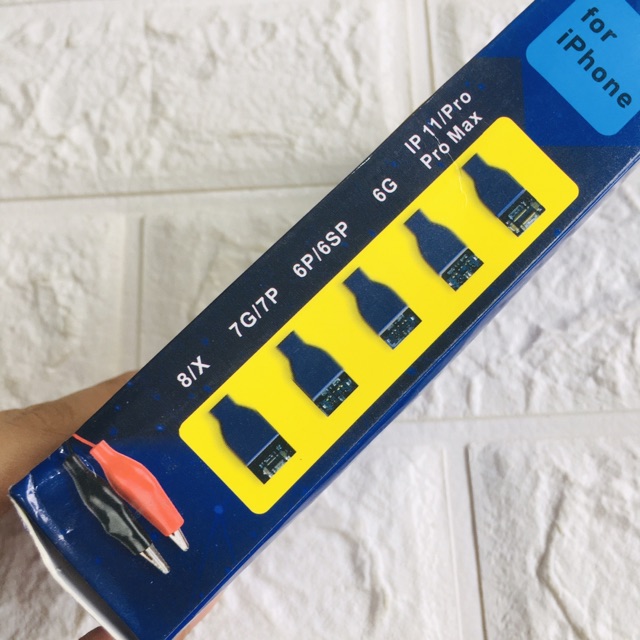 for
iPhone
8/X
7G/7P
6P/6SP
6G
IP 11/Pro
Pro Max